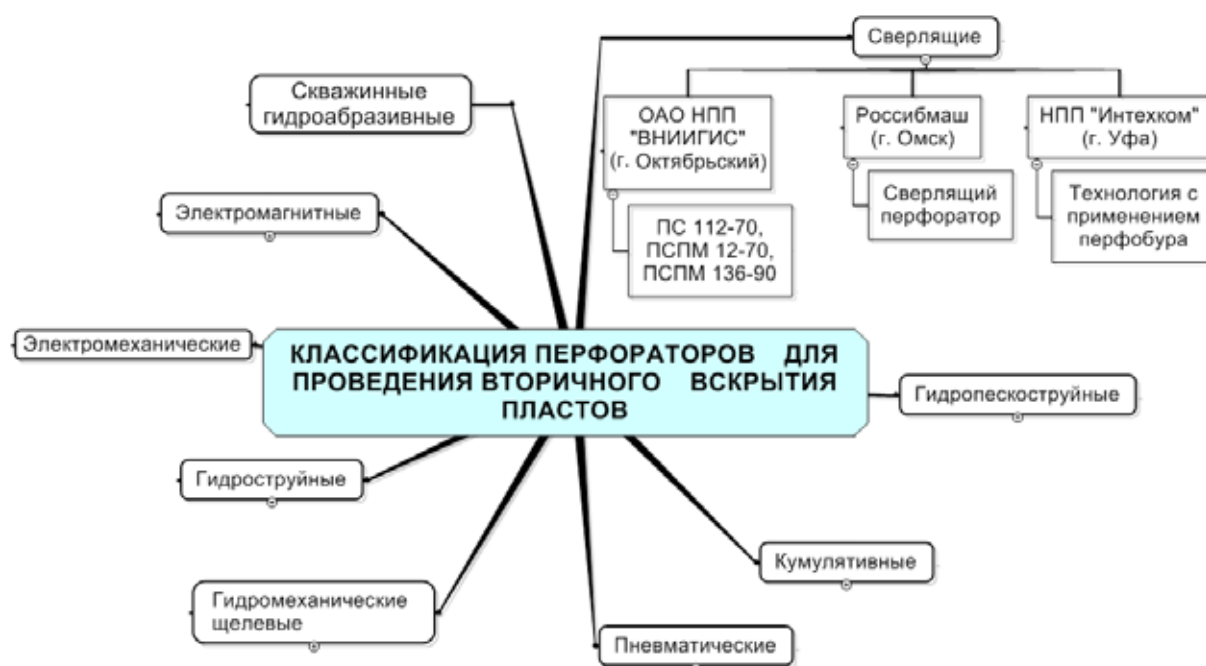 Сверлящие
ОАО НПП
"ВНИИГИС"
(г. Октябрьский)
Россибмаш
(г. Омск)
НПП "Интехком"
(г. Уфа)
ПС 112-70,
ПСПМ 12-70,
ПСПМ 136-90
Сверлящий
перфоратор
Технология с
применением
перфобура
Скважинные
гидроабразивные
Электромагнитные
Электромеханические
КЛАССИФИКАЦИЯ ПЕРФОРАТОРОВ ДЛЯ
ПРОВЕДЕНИЯ ВТОРИЧНОГО ВСКРЫТИЯ
ПЛАСТОВ
Гидропескоструйные
Гидроструйные
Кумулятивные
Гидромеханические
щелевые
Пневматические